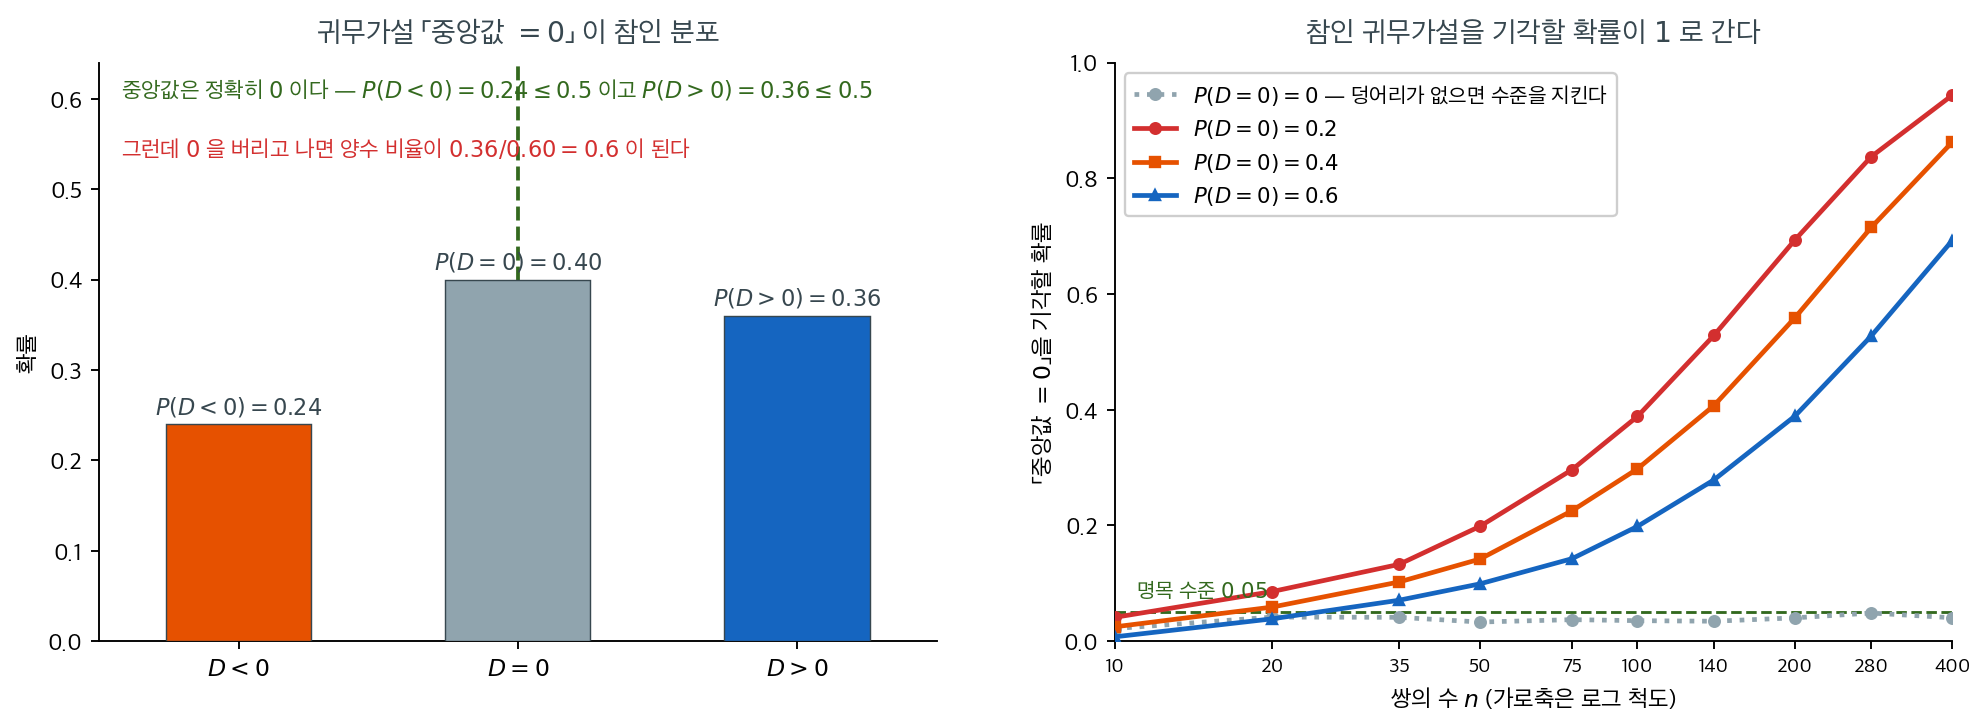 귀무가설 「중앙값 = 0」 이 참인 분포
중앙값은 정확히 0 이다 — P(D < 0) = 0.24 ≤ 0.5 이고 P(D > 0) = 0.36 ≤ 0.5
그런데 0 을 버리고 나면 양수 비율이 0.36/0.60 = 0.6 이 된다
확률
0.6
0.5
0.4
0.3
0.2
0.1
0.0
P(D < 0) = 0.24
P(D = 0) = 0.40
P(D > 0) = 0.36
D < 0
D = 0
D > 0
참인 귀무가설을 기각할 확률이 1 로 간다
「중앙값 = 0」을 기각할 확률
1.0
0.8
0.6
0.4
0.2
0.0
P(D = 0) = 0 — 덩어리가 없으면 수준을 지킨다
P(D = 0) = 0.2
P(D = 0) = 0.4
P(D = 0) = 0.6
명목 수준 0.05
10
20
35
50
75
100
140
200
280
400
쌍의 수 n (가로축은 로그 척도)